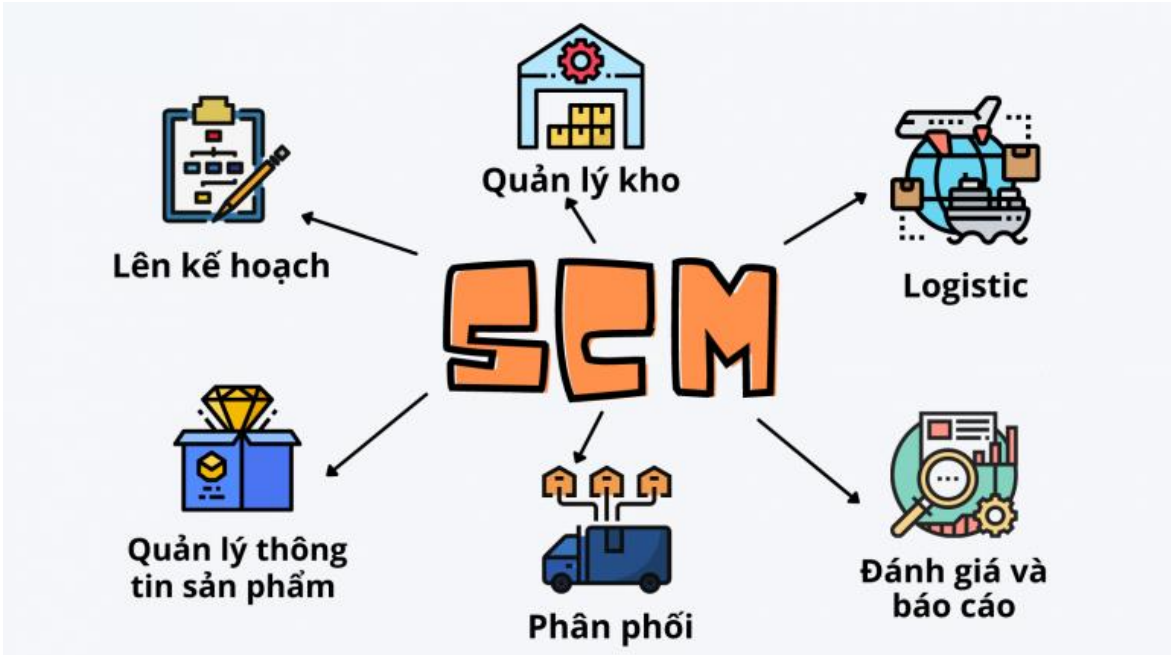 Quản lý kho
Lên kế hoạch
Logistic
SCM
Quản lý thông
tin sản phẩm
Phân phối
Đánh giá và
báo cáo